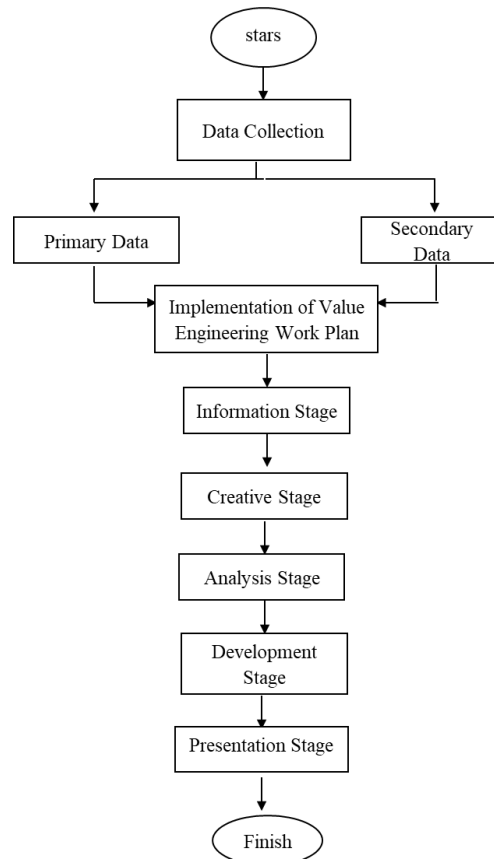 stars
Data Collection
Primary Data
Secondary
Data
Implementation of Value
Engineering Work Plan
Information Stage
Creative Stage
Analysis Stage
Development
Stage
Presentation Stage
Finish